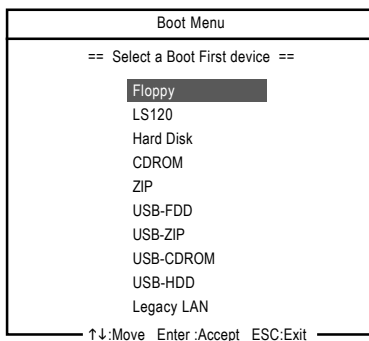 Boot Menu
== Select a Boot First device ==
Floppy
LS120
Hard Disk
CDROM
ZIP
USB-FDD
USB-ZIP
USB-CDROM
USB-HDD
Legacy LAN
↑↓:Move Enter :Accept ESC:Exit